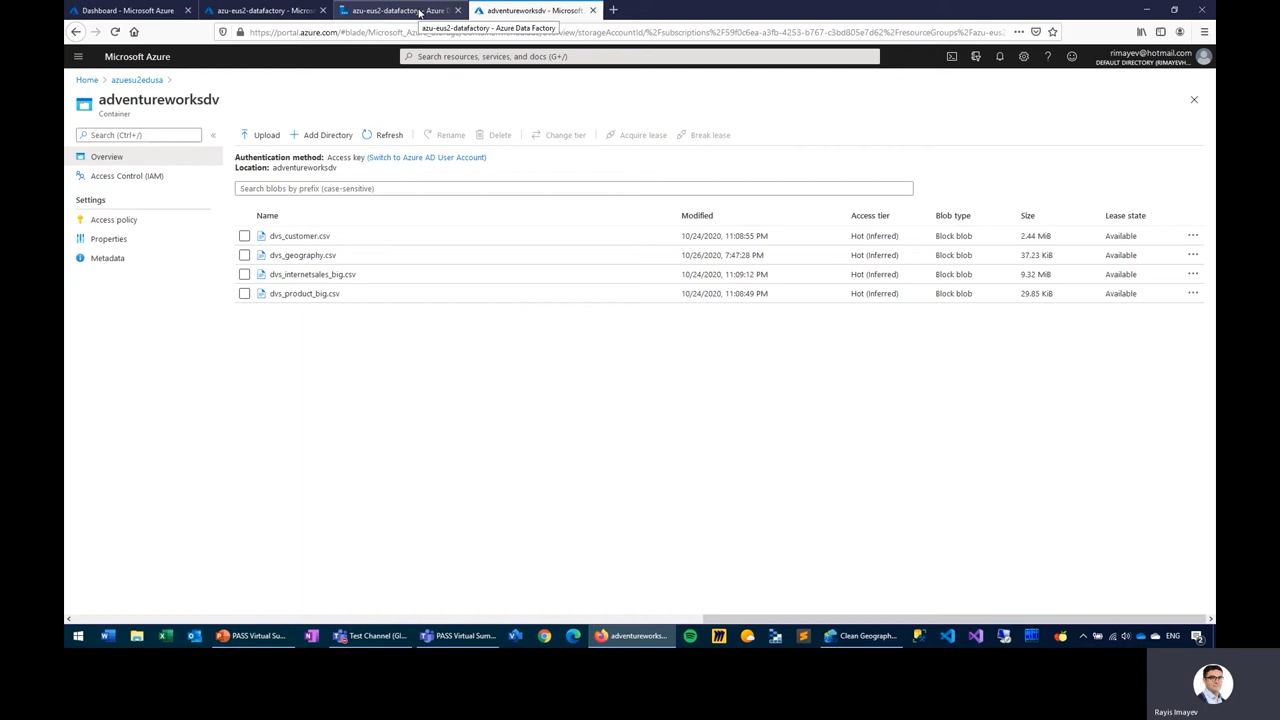 Dashboard - Microsoft Azure
azu-eus2-datafactory - Micros
azu-eus2-datafactory - Azure D
adventureworksdv - Microsoft
azu-eus2-datafactory - Azure Data Factory
Microsoft Azure
Search resources, services, and docs (G+/)
rimayev@hotmail.com
DEFAULT DIRECTORY (RIMAYEVH...
Home > azuesu2edusa >
adventureworksdv
Container
Search (Ctrl+/)
«
Upload Add Directory Refresh Rename Delete Change tier Acquire lease Break lease
Overview
Access Control (IAM)
Settings
Access policy
Properties
Metadata
Authentication method: Access key (Switch to Azure AD User Account)
Location: adventureworksdv
Search blobs by prefix (case-sensitive)
Name Modified Access tier Blob type Size Lease state
dvs_customer.csv 10/24/2020, 11:08:55 PM Hot (Inferred) Block blob 2.44 MiB Available ...
dvs_geography.csv 10/26/2020, 7:47:28 PM Hot (Inferred) Block blob 37.23 KiB Available ...
dvs_internetsales_big.csv 10/24/2020, 11:09:12 PM Hot (Inferred) Block blob 9.32 MiB Available ...
dvs_product_big.csv 10/24/2020, 11:08:49 PM Hot (Inferred) Block blob 29.85 KiB Available ...
PASS Virtual Su...
Test Channel (Gl...
PASS Virtual Sum...
adventureworks...
Clean Geograph...
ENG
2
Rayis Imayev